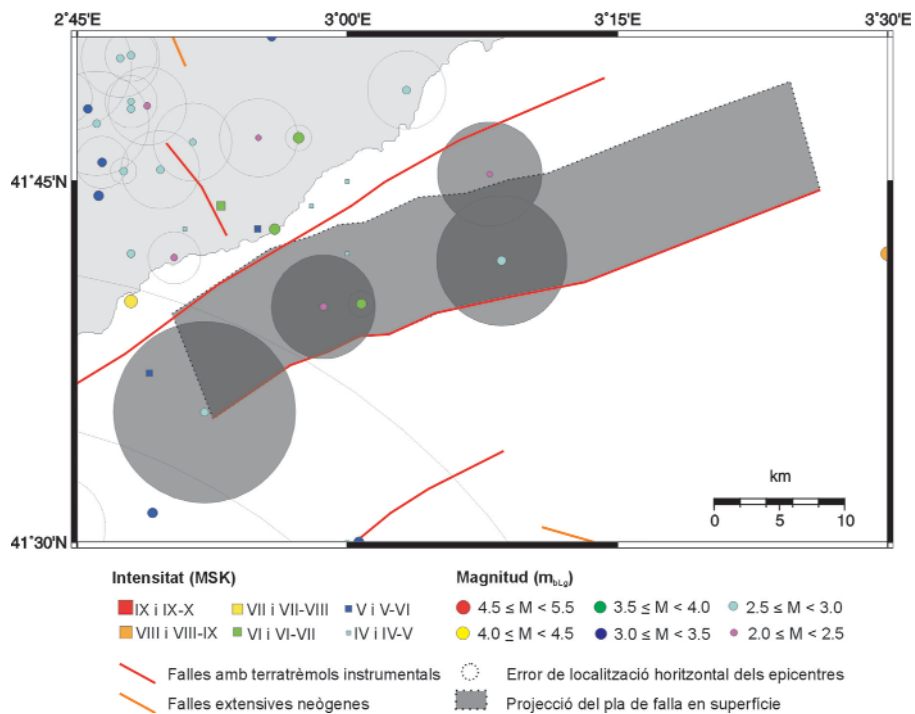 2°45'E 3°00'E 3°15'E 3°30'E
41°45'N
41°30'N
km
0 5 10
Intensitat (MSK)
IX i IX-X VII i VII-VIII V i V-VI
VIII i VIII-IX VI i VI-VII IV i IV-V
Magnitud (mbLg)
4.5 ≤ M < 5.5 3.5 ≤ M < 4.0 2.5 ≤ M < 3.0
4.0 ≤ M < 4.5 3.0 ≤ M < 3.5 2.0 ≤ M < 2.5
Falles amb terratrèmols instrumentals
Falles extensives neògenes
Error de localització horitzontal dels epicentres
Projecció del pla de falla en superfície